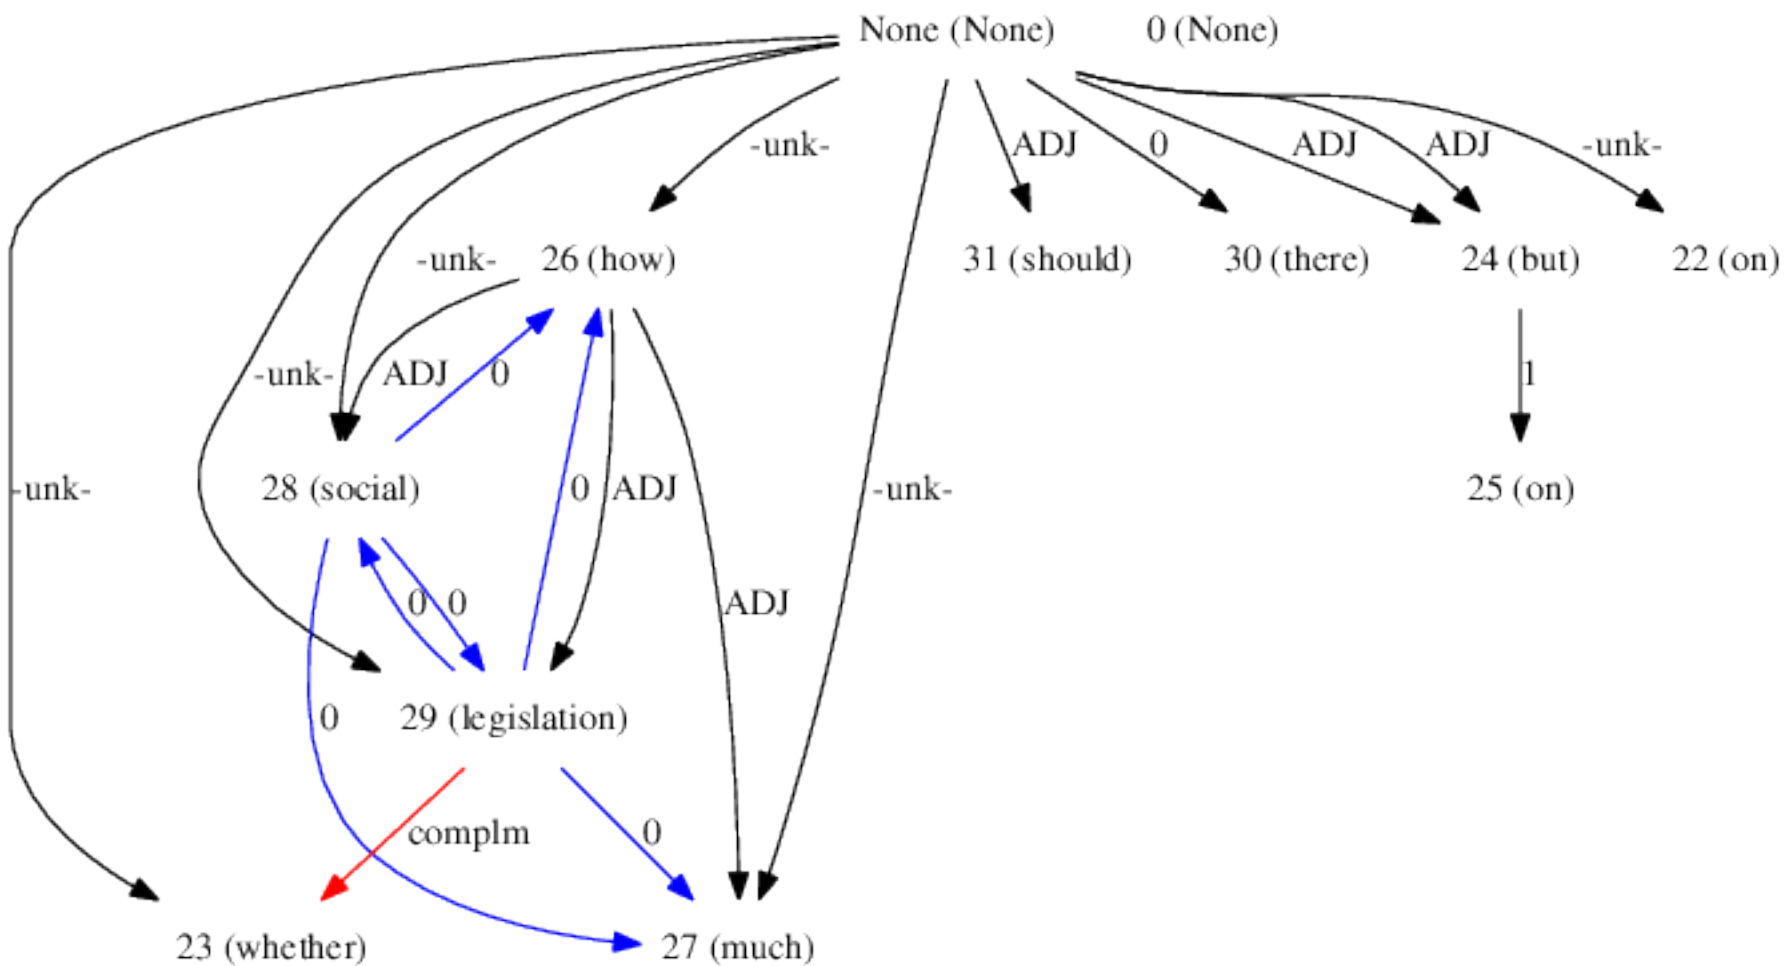 None (None) 0 (None)
-unk- ADJ 0 ADJ ADJ -unk-
-unk- 26 (how) 31 (should) 30 (there) 24 (but) 22 (on)
-unk- ADJ 0 1
-unk- 28 (social) 0 ADJ -unk- 25 (on)
0 0 ADJ
0 29 (legislation)
complm 0
23 (whether) 27 (much)